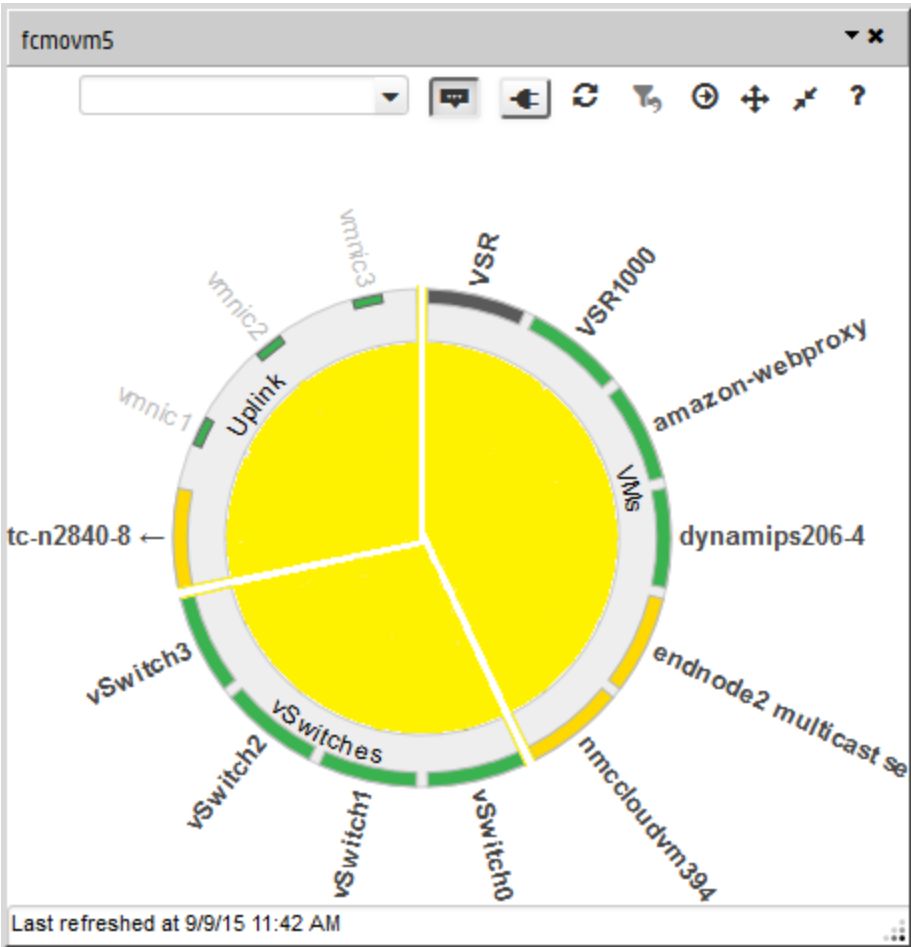 fcmovm5
?
vmnic3
VSR
VSR1000
vmnic2
amazon-webproxy
vmnic1
Uplink
VMs
tc-n2840-8 ←
dynamips206-4
vSwitch3
endnode2 multicast se
vSwitches
vSwitch2
nmccloudvm394
vSwitch1
vSwitch0
Last refreshed at 9/9/15 11:42 AM